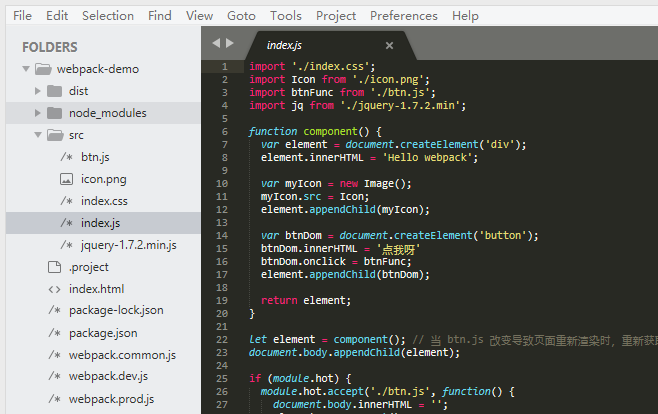 File Edit Selection Find View Goto Tools Project Preferences Help
FOLDERS
webpack-demo
dist
node_modules
src
btn.js
icon.png
index.css
index.js
jquery-1.7.2.min.js
.project
index.html
package-lock.json
package.json
webpack.common.js
webpack.dev.js
webpack.prod.js
index.js
1 import './index.css';
2 import Icon from './icon.png';
3 import btnFunc from './btn.js';
4 import jq from './jquery-1.7.2.min';
5
6 function component() {
7 var element = document.createElement('div');
8 element.innerHTML = 'Hello webpack';
9
10 var myIcon = new Image();
11 myIcon.src = Icon;
12 element.appendChild(myIcon);
13
14 var btnDom = document.createElement('button');
15 btnDom.innerHTML = '点我呀'
16 btnDom.onclick = btnFunc;
17 element.appendChild(btnDom);
18
19 return element;
20 }
21
22 let element = component(); // 当 btn.js 改变导致页面重新渲染时，重新获取
23 document.body.appendChild(element);
24
25 if (module.hot) {
26 module.hot.accept('./btn.js', function() {
27 document.body.innerHTML = '';